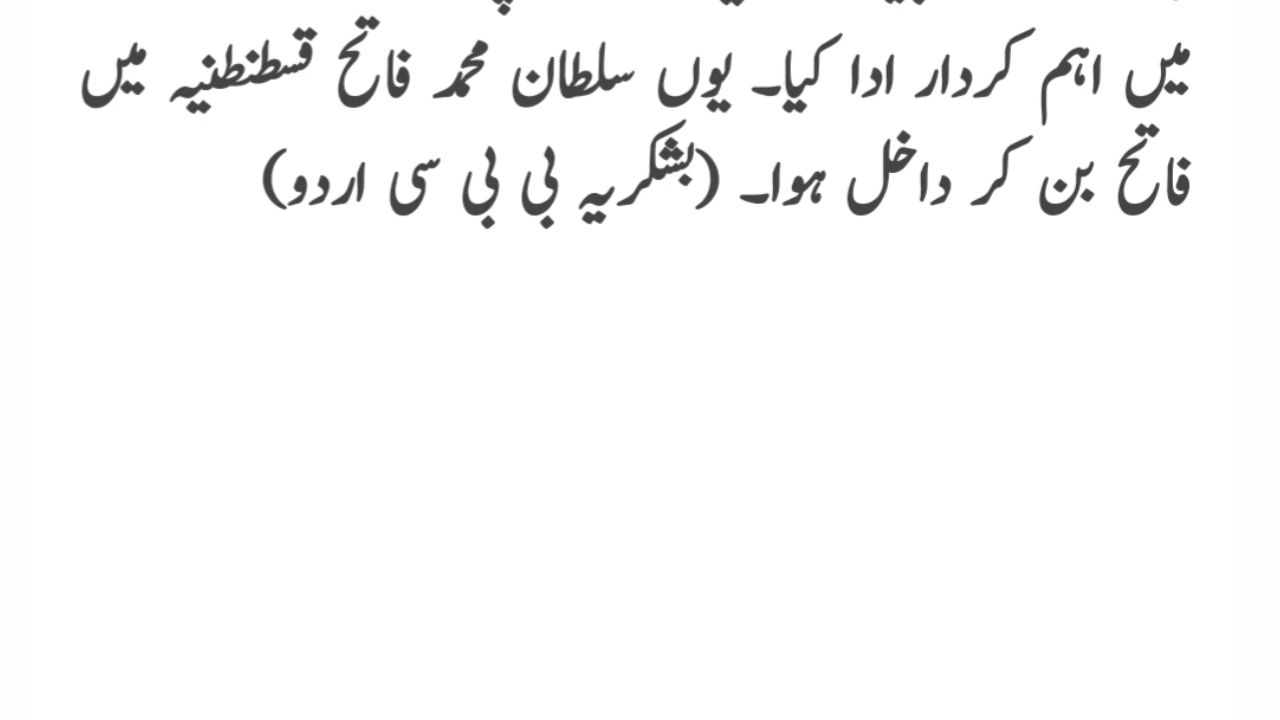 میں اہم کردار ادا کیا۔ یوں سلطان محمد فاتح قسطنطنیہ میں
فاتح بن کر داخل ہوا۔ (بشکریہ بی بی سی اردو)